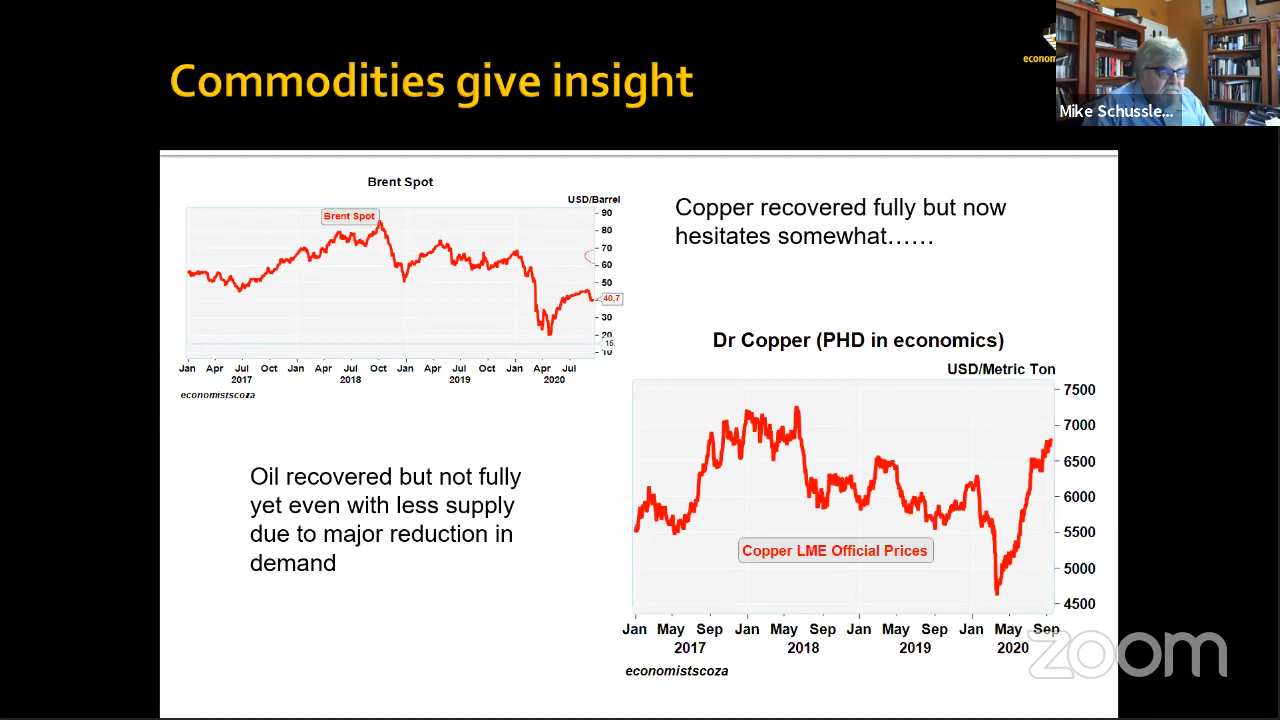 Commodities give insight
econom
Mike Schussle...
Brent Spot
USD/Barrel
Brent Spot
90
80
70
60
50
40,7
30
20
15
10
Jan Apr Jul Oct Jan Apr Jul Oct Jan Apr Jul Oct Jan Apr Jul
2017 2018 2019 2020
economistscoza
Copper recovered fully but now
hesitates somewhat……
Oil recovered but not fully
yet even with less supply
due to major reduction in
demand
Dr Copper (PHD in economics)
USD/Metric Ton
7500
7000
6500
6000
5500
5000
4500
Copper LME Official Prices
Jan May Sep Jan May Sep Jan May Sep Jan May Sep
2017 2018 2019 2020
economistscoza
zoom